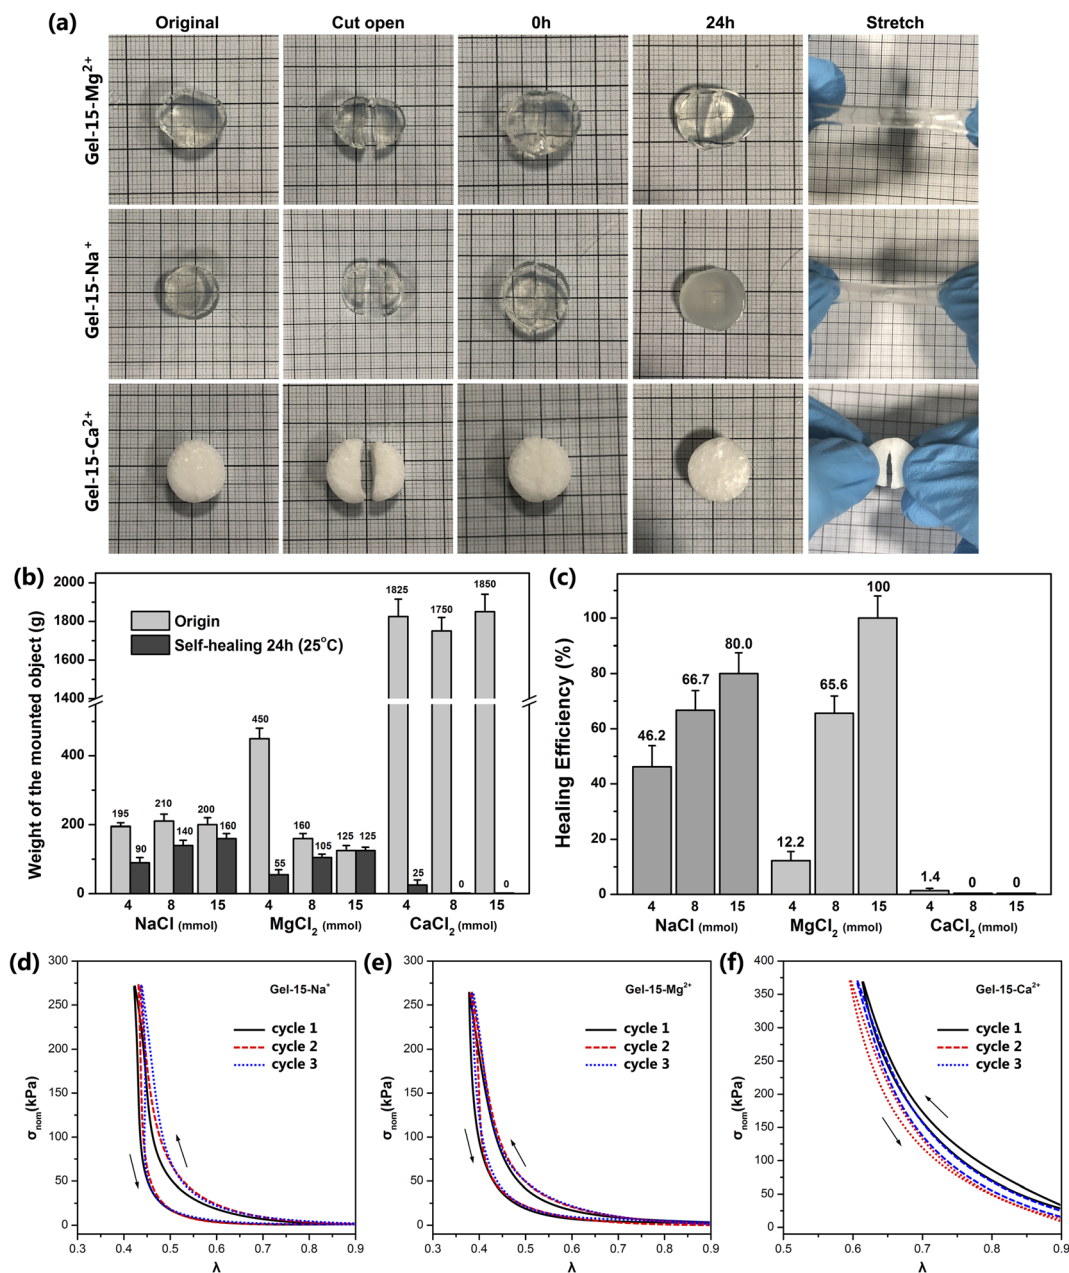 (a) Original Cut open 0h 24h Stretch
Gel-15-Mg²⁺
Gel-15-Na⁺
Gel-15-Ca²⁺
(b)
Weight of the mounted object (g)
2000
1800
1600
1400
400
200
0
Origin
Self-healing 24h (25°C)
195 90 210 140 200 160
450 55 160 105 125 125
1825 25 1750 0 1850 0
4 8 15 4 8 15 4 8 15
NaCl (mmol) MgCl₂ (mmol) CaCl₂ (mmol)
(c)
Healing Efficiency (%)
100
80
60
40
20
0
46.2 66.7 80.0
12.2 65.6 100
1.4 0 0
4 8 15 4 8 15 4 8 15
NaCl (mmol) MgCl₂ (mmol) CaCl₂ (mmol)
(d)
σnom(kPa)
300
250
200
150
100
50
0
Gel-15-Na⁺
cycle 1
cycle 2
cycle 3
0.3 0.4 0.5 0.6 0.7 0.8 0.9
λ
(e)
σnom(kPa)
300
250
200
150
100
50
0
Gel-15-Mg²⁺
cycle 1
cycle 2
cycle 3
0.3 0.4 0.5 0.6 0.7 0.8 0.9
λ
(f)
σnom(kPa)
400
350
300
250
200
150
100
50
0
Gel-15-Ca²⁺
cycle 1
cycle 2
cycle 3
0.5 0.6 0.7 0.8 0.9
λ